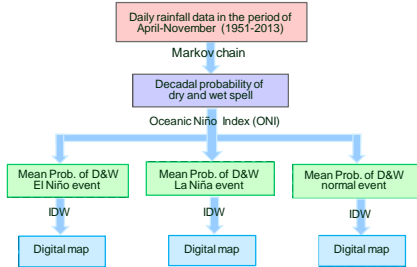 Daily rainfall data in the period of
April-November (1951-2013)
Markov chain
Decadal probability of
dry and wet spell
Oceanic Niño Index (ONI)
Mean Prob. of D&W
El Niño event
Mean Prob. of D&W
La Niña event
Mean Prob. of D&W
normal event
IDW
IDW
IDW
Digital map
Digital map
Digital map